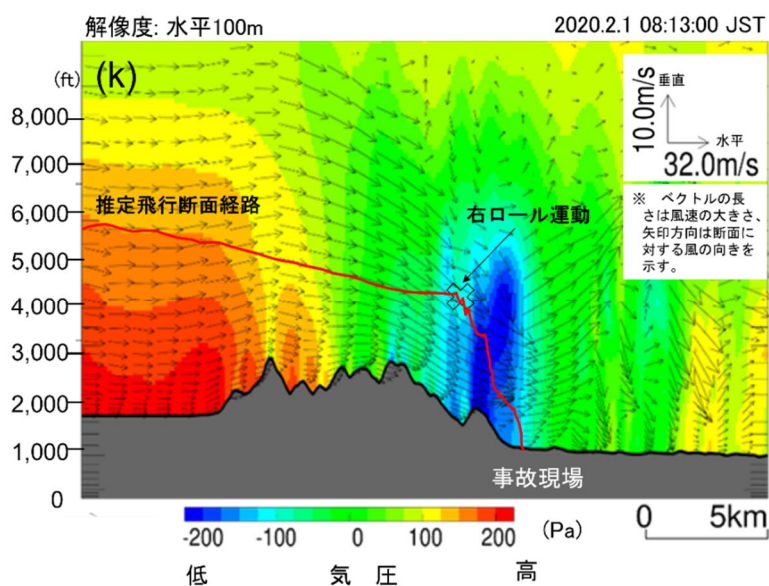 解像度: 水平100m
2020.2.1 08:13:00 JST
(ft)
(k)
8,000
7,000
6,000
5,000
4,000
3,000
2,000
1,000
0
垂直
10.0m/s
水平
32.0m/s
※ ベクトルの長
さは風速の大きさ、
矢印方向は断面に
対する風の向きを
示す。
推定飛行断面経路
右ロール運動
事故現場
-200 -100 0 100 200 (Pa)
低 気 圧 高
0 5km